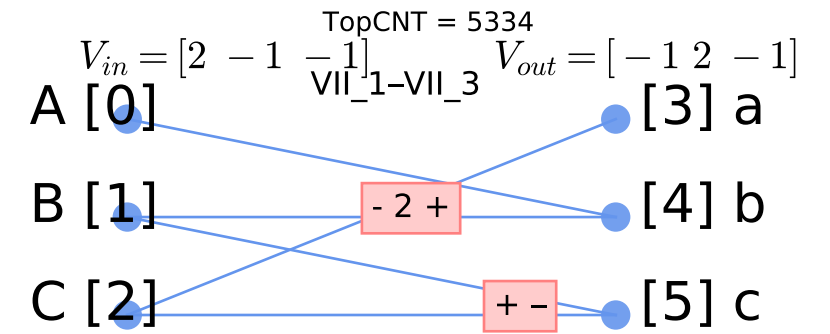 TopCNT = 5334
V_in = [2 − 1 − 1] V_out = [ − 1 2 − 1]
VII_1–VII_3
A [0] [3] a
B [1] - 2 + [4] b
C [2] + – [5] c